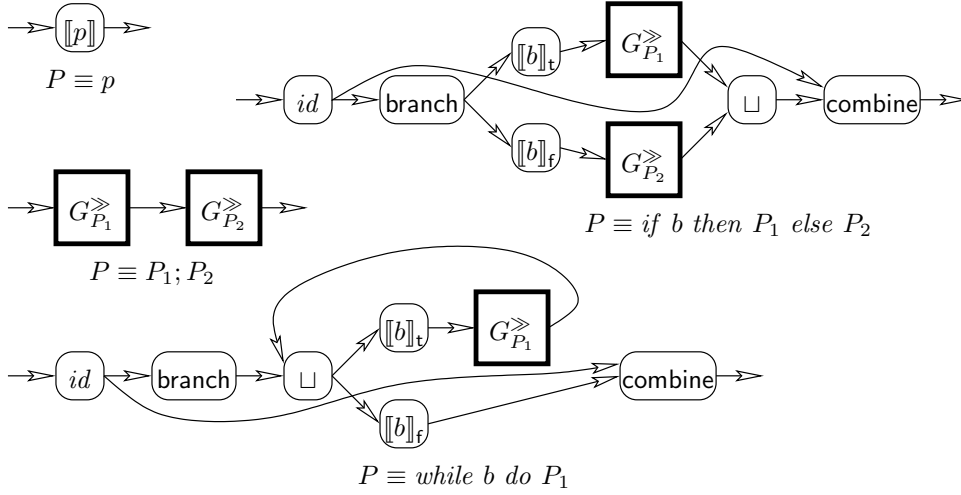 ⟦p⟧
P ≡ p
id
branch
⟦b⟧t
G≫P1
⟦b⟧f
G≫P2
⊔
combine
P ≡ if b then P1 else P2
G≫P1
G≫P2
P ≡ P1; P2
id
branch
⊔
⟦b⟧t
G≫P1
⟦b⟧f
combine
P ≡ while b do P1